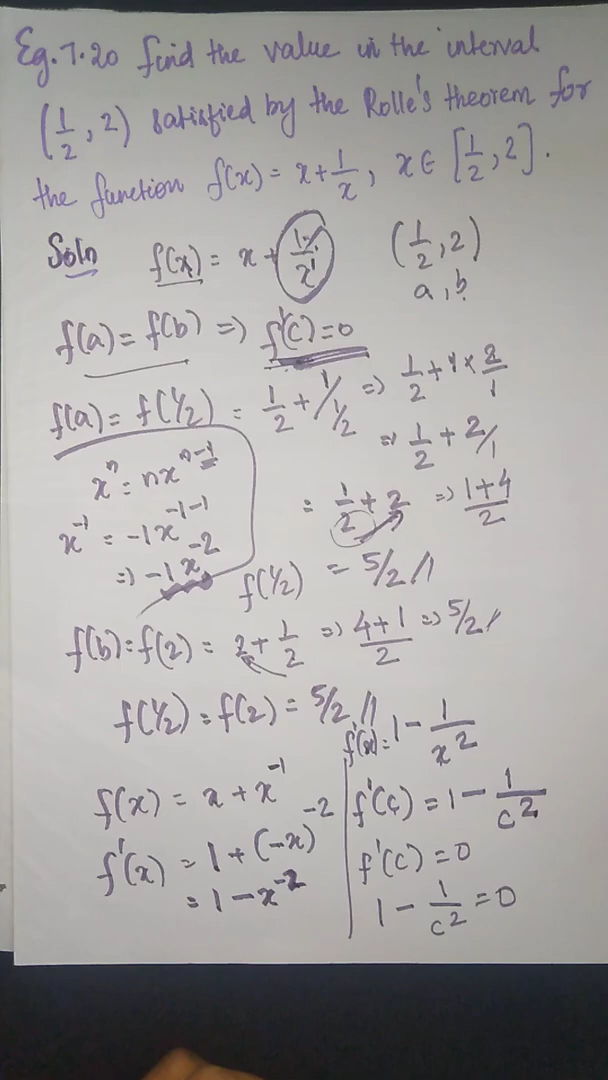 Eg. 7.20 find the value in the interval
(1/2, 2) satisfied by the Rolle's theorem for
the function f(x) = x + 1/x, x ∈ [1/2, 2].
Soln f(x) = x + 1/x¹ (1/2, 2)
a, b
f(a) = f(b) => f'(c) = 0
f(a) = f(1/2) = 1/2 + 1/1/2 => 1/2 + 1 × 2/1
=> 1/2 + 2/1
xⁿ = nxⁿ⁻¹
= 1/2 + 2 => 1+4/2
x⁻¹ = -1x⁻¹⁻¹
=> -1x⁻²
f(1/2) = 5/2 //
f(b) = f(2) = 2 + 1/2 => 4+1/2 => 5/2 //
f(1/2) = f(2) = 5/2 //
f(x) = x + x⁻¹
f'(x) = 1 + (-x)⁻²
= 1 - x⁻²
f'(x) = 1 - 1/x²
f'(c) = 1 - 1/c²
f'(c) = 0
1 - 1/c² = 0